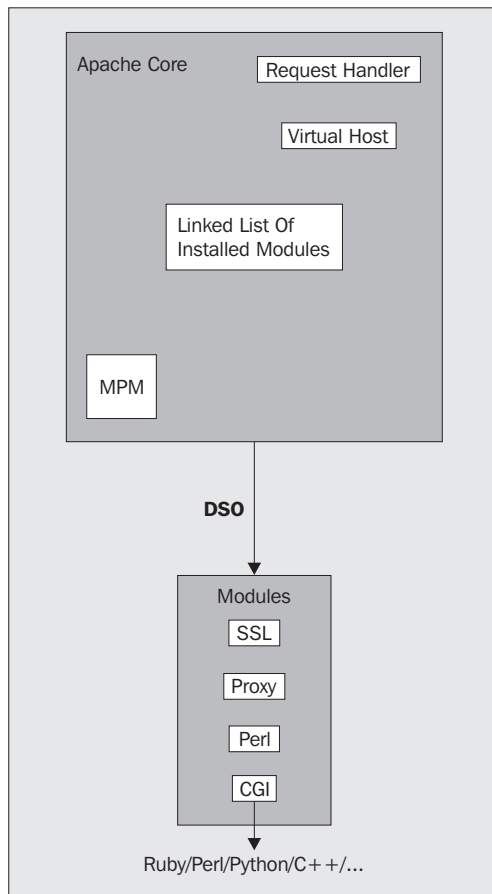 Apache Core
Request Handler
Virtual Host
Linked List Of
Installed Modules
MPM
DSO
Modules
SSL
Proxy
Perl
CGI
Ruby/Perl/Python/C++/...